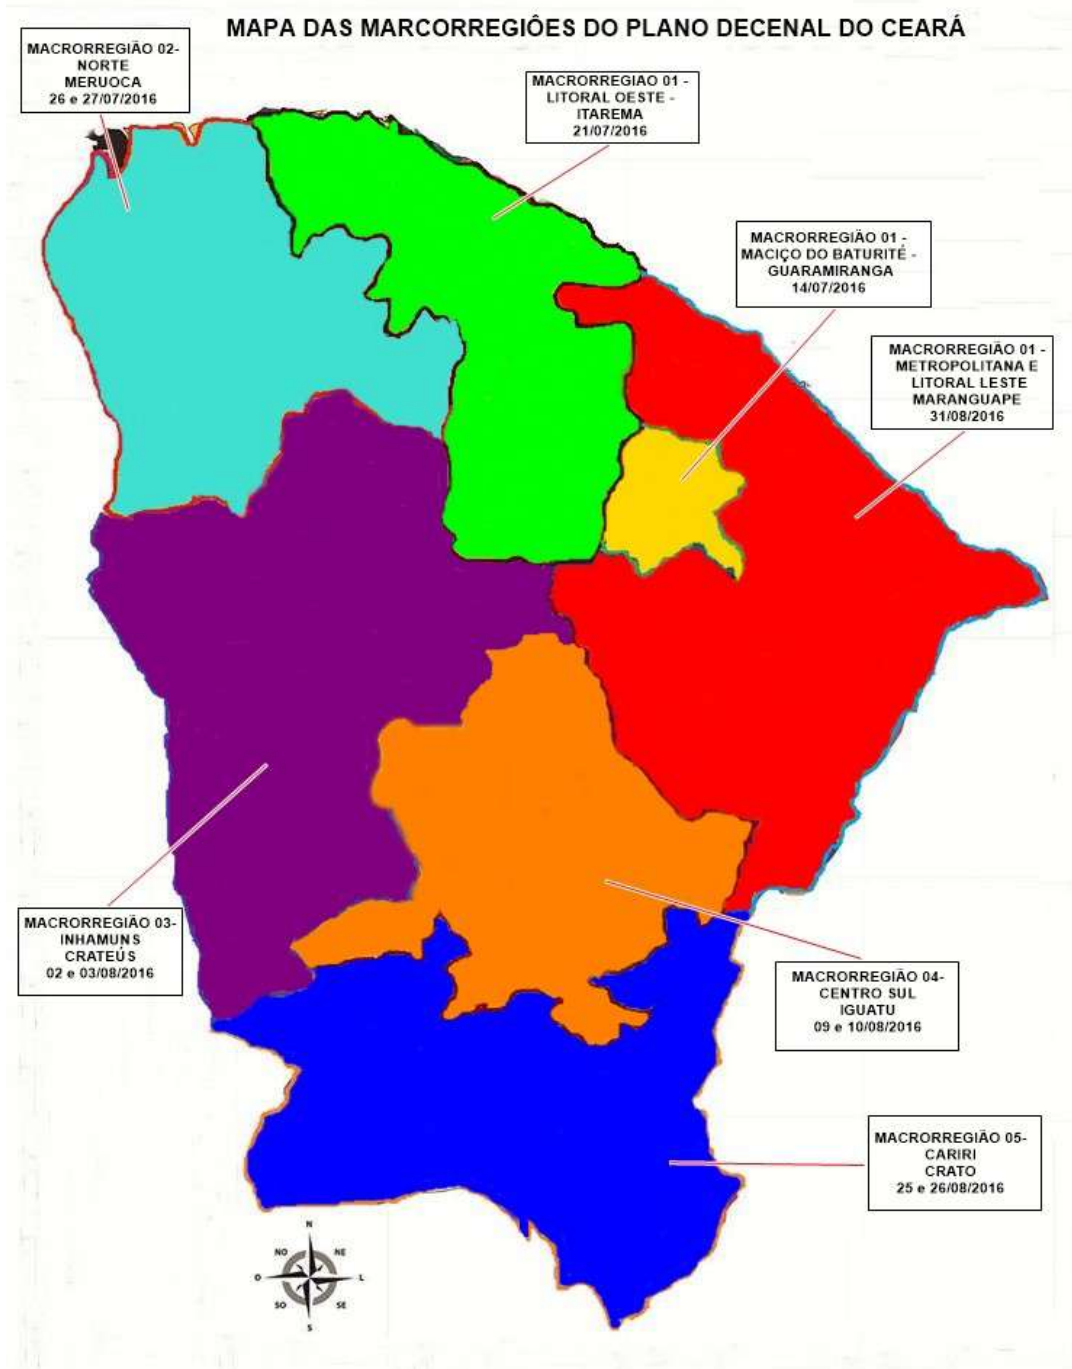 MAPA DAS MARCORREGIÕES DO PLANO DECENAL DO CEARÁ
MACRORREGIÃO 02-
NORTE
MERUOCA
26 e 27/07/2016
MACRORREGIAO 01 -
LITORAL OESTE -
ITAREMA
21/07/2016
MACRORREGIÃO 01 -
MACIÇO DO BATURITÉ -
GUARAMIRANGA
14/07/2016
MACRORREGIÃO 01 -
METROPOLITANA E
LITORAL LESTE
MARANGUAPE
31/08/2016
MACRORREGIÃO 03-
INHAMUNS
CRATEÚS
02 e 03/08/2016
MACRORREGIÃO 04-
CENTRO SUL
IGUATU
09 e 10/08/2016
MACRORREGIÃO 05-
CARIRI
CRATO
25 e 26/08/2016
N
NO NE
O L
SO SE
S